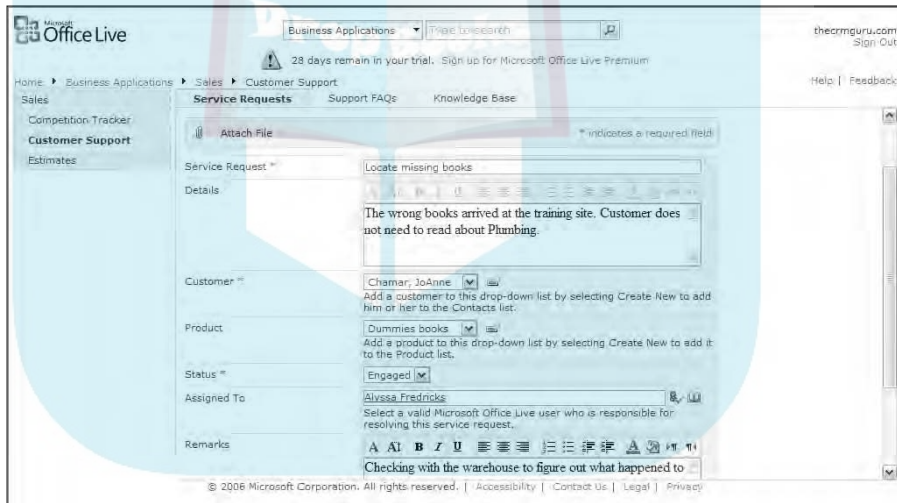 Microsoft
Office Live
Business Applications
Type to search
thecrmguru.com
Sign Out
28 days remain in your trial. Sign up for Microsoft Office Live Premium
Home Business Applications Sales Customer Support
Help | Feedback
Sales
Competition Tracker
Customer Support
Estimates
Service Requests Support FAQs Knowledge Base
Attach File
* indicates a required field
Service Request *
Locate missing books
Details
The wrong books arrived at the training site. Customer does
not need to read about Plumbing.
Customer *
Chamar, JoAnne
Add a customer to this drop-down list by selecting Create New to add
him or her to the Contacts list.
Product
Dummies books
Add a product to this drop-down list by selecting Create New to add it
to the Product list.
Status *
Engaged
Assigned To
Alyssa Fredricks
Select a valid Microsoft Office Live user who is responsible for
resolving this service request.
Remarks
A AI B I U
Checking with the warehouse to figure out what happened to
© 2006 Microsoft Corporation. All rights reserved. | Accessibility | Contact Us | Legal | Privacy